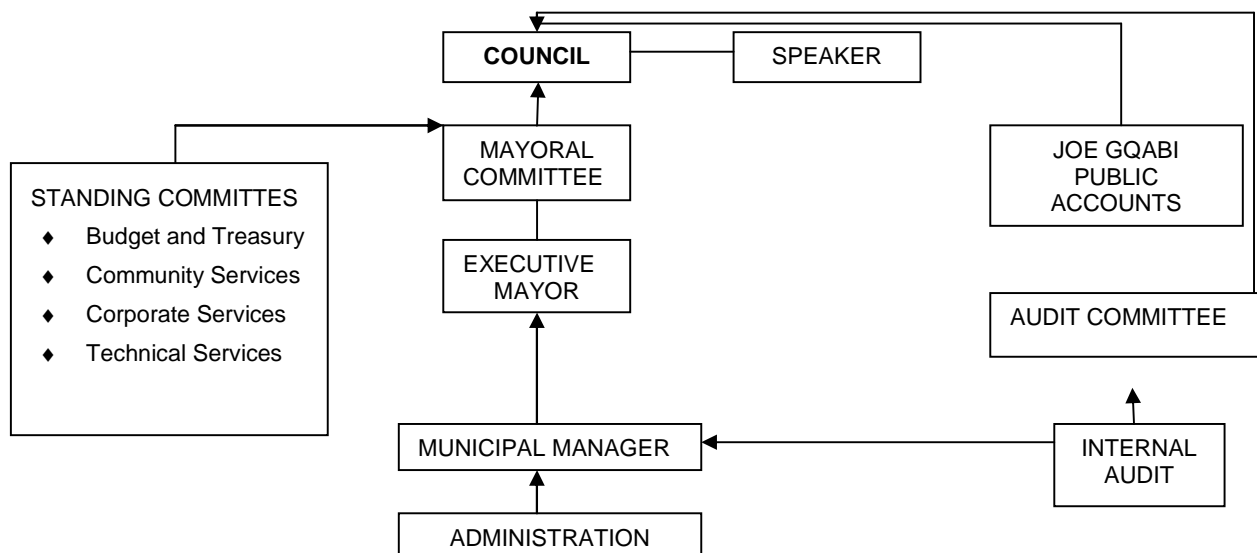 COUNCIL
SPEAKER
MAYORAL
COMMITTEE
JOE GQABI
PUBLIC
ACCOUNTS
STANDING COMMITTES
♦ Budget and Treasury
♦ Community Services
♦ Corporate Services
♦ Technical Services
EXECUTIVE
MAYOR
AUDIT COMMITTEE
MUNICIPAL MANAGER
INTERNAL
AUDIT
ADMINISTRATION